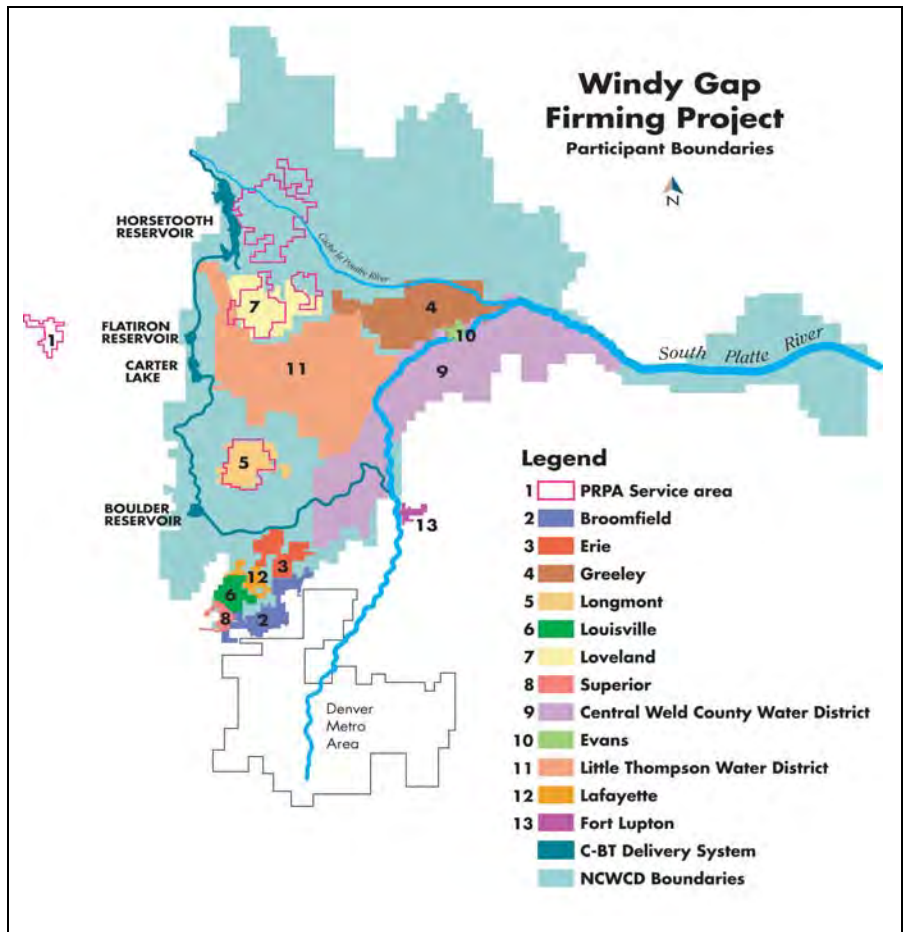 Windy Gap
Firming Project
Participant Boundaries
N
HORSETOOTH
RESERVOIR
Cache la Poudre River
7
4
1
FLATIRON
RESERVOIR
10
CARTER
LAKE
11
9
South Platte River
5
BOULDER
RESERVOIR
13
12
3
6
8
2
Denver
Metro
Area
Legend
1 PRPA Service area
2 Broomfield
3 Erie
4 Greeley
5 Longmont
6 Louisville
7 Loveland
8 Superior
9 Central Weld County Water District
10 Evans
11 Little Thompson Water District
12 Lafayette
13 Fort Lupton
C-BT Delivery System
NCWCD Boundaries